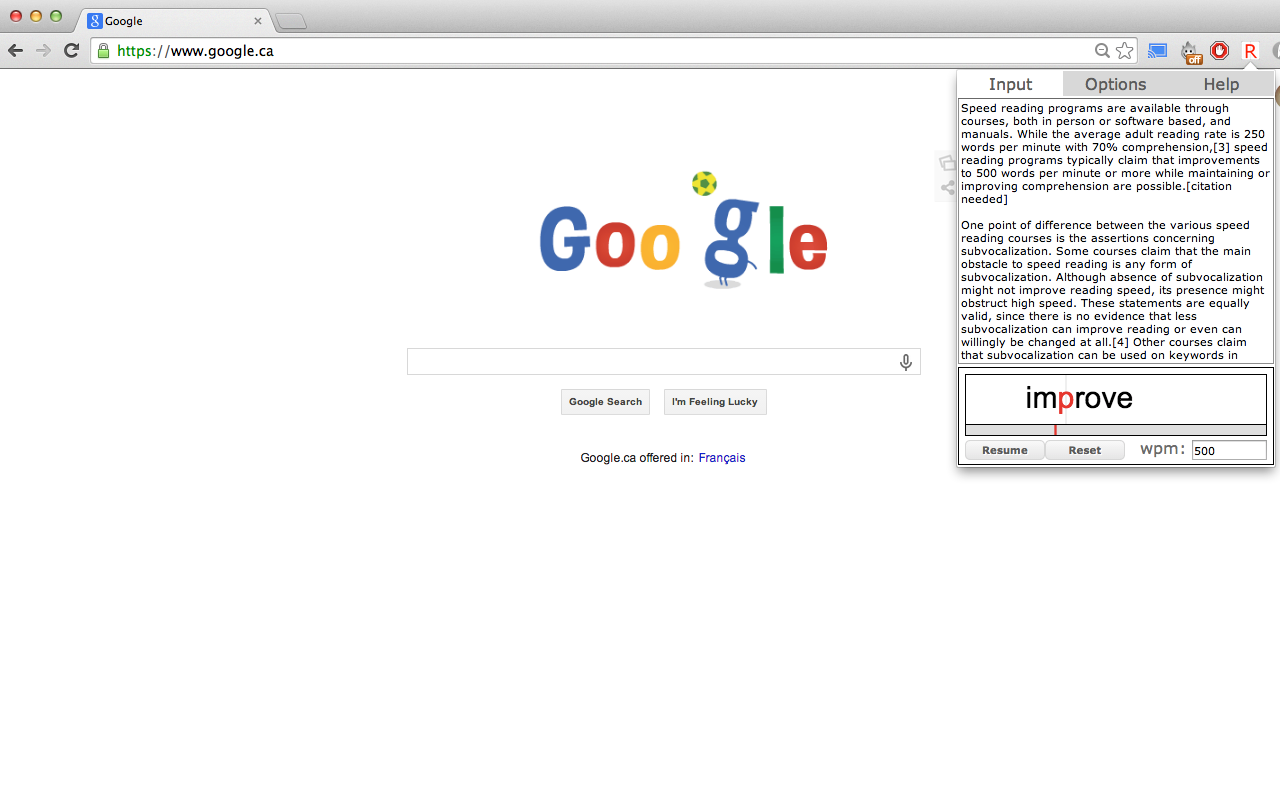 Google
https://www.google.ca
off
R
Input Options Help
Speed reading programs are available through
courses, both in person or software based, and
manuals. While the average adult reading rate is 250
words per minute with 70% comprehension,[3] speed
reading programs typically claim that improvements
to 500 words per minute or more while maintaining or
improving comprehension are possible.[citation
needed]
One point of difference between the various speed
reading courses is the assertions concerning
subvocalization. Some courses claim that the main
obstacle to speed reading is any form of
subvocalization. Although absence of subvocalization
might not improve reading speed, its presence might
obstruct high speed. These statements are equally
valid, since there is no evidence that less
subvocalization can improve reading or even can
willingly be changed at all.[4] Other courses claim
that subvocalization can be used on keywords in
improve
Resume Reset wpm: 500
Google
Google Search I'm Feeling Lucky
Google.ca offered in: Français